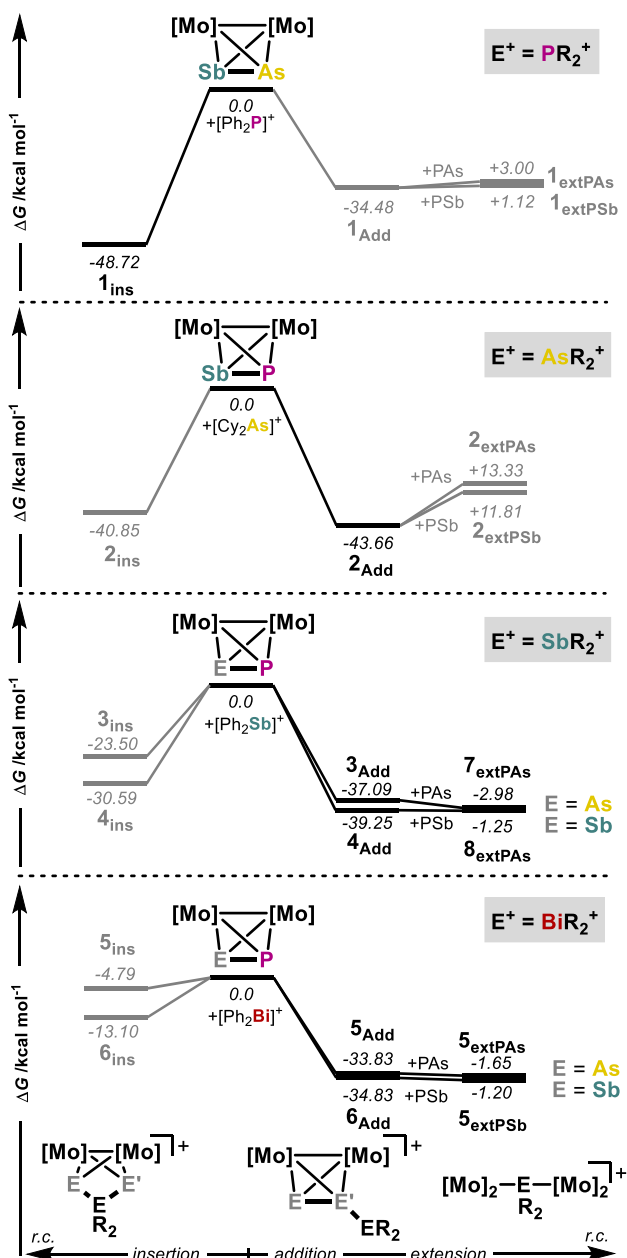 [Mo] [Mo]
Sb As
E⁺ = PR₂⁺
0.0
+[Ph₂P]⁺
ΔG /kcal mol⁻¹
-48.72
1ins
-34.48
1Add
+PAs
+PSb
+3.00
+1.12
1extPAs
1extPSb
[Mo] [Mo]
Sb P
E⁺ = AsR₂⁺
0.0
+[Cy₂As]⁺
ΔG /kcal mol⁻¹
-40.85
2ins
-43.66
2Add
+PAs
+PSb
2extPAs
+13.33
+11.81
2extPSb
[Mo] [Mo]
E P
E⁺ = SbR₂⁺
0.0
+[Ph₂Sb]⁺
ΔG /kcal mol⁻¹
3ins
-23.50
-30.59
4ins
3Add
-37.09
-39.25
4Add
+PAs
+PSb
7extPAs
-2.98
-1.25
8extPAs
E = As
E = Sb
[Mo] [Mo]
E P
E⁺ = BiR₂⁺
0.0
+[Ph₂Bi]⁺
ΔG /kcal mol⁻¹
5ins
-4.79
-13.10
6ins
5Add
-33.83
-34.83
6Add
+PAs
+PSb
5extPAs
-1.65
-1.20
5extPSb
E = As
E = Sb
[Mo] [Mo] +
E E'
E
R₂
[Mo] [Mo] +
E E'
ER₂
[Mo]₂–E–[Mo]₂ +
R₂
r.c. insertion addition extension r.c.